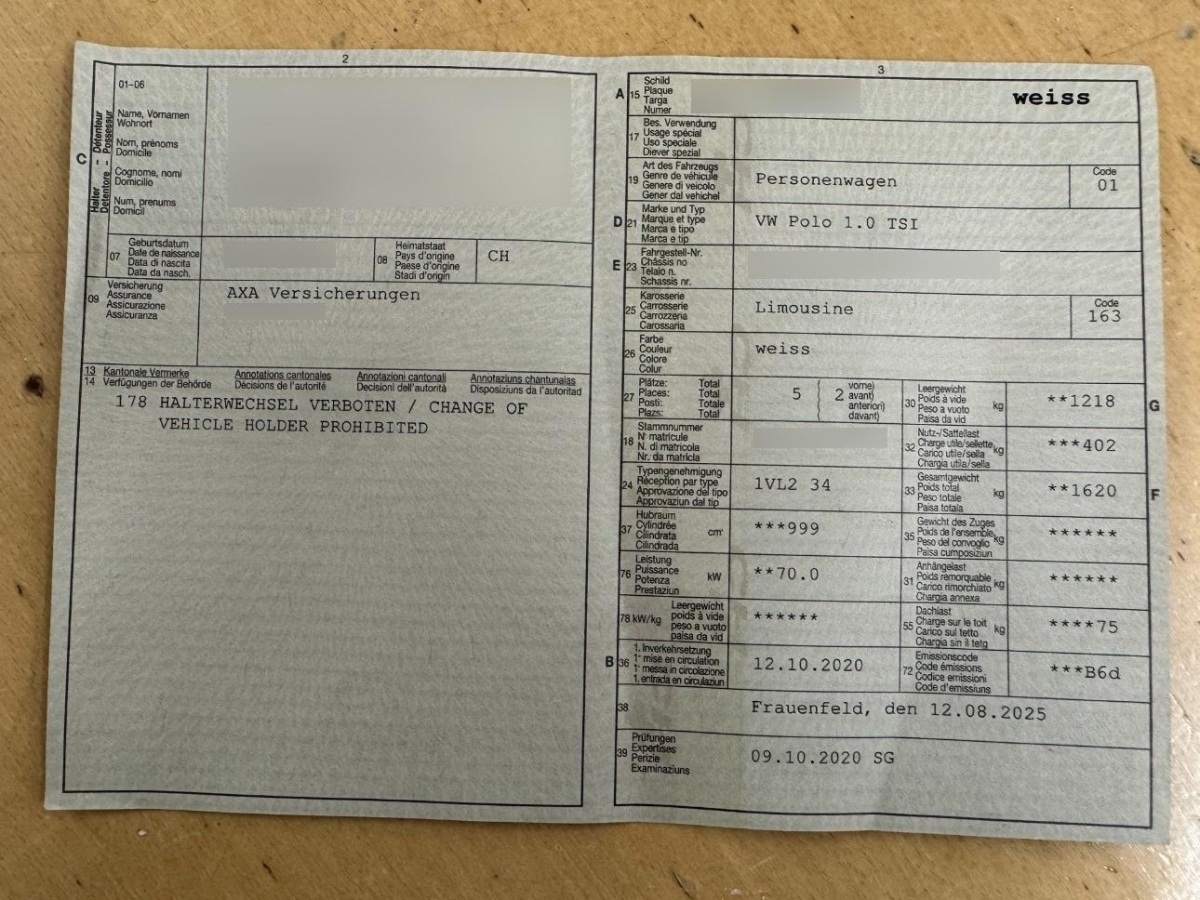 2
01-06
C
Halter - Détenteur
Detentore - Possessur
Name, Vornamen
Wohnort
Nom, prénoms
Domicile
Cognome, nomi
Domicilio
Num, prenums
Domicil
07
Geburtsdatum
Date de naissance
Data di nascita
Data da nasch.
08
Heimatstaat
Pays d'origine
Paese d'origine
Stadi d'origin
CH
09
Versicherung
Assurance
Assicurazione
Assicuranza
AXA Versicherungen
13 Kantonale Vermerke Annotations cantonales Annotazioni cantonali Annotaziuns chantunalas
14 Verfügungen der Behörde Décisions de l'autorité Decisioni dell'autorità Disposiziuns da l'autoritad
178 HALTERWECHSEL VERBOTEN / CHANGE OF
VEHICLE HOLDER PROHIBITED
3
A 15
Schild
Plaque
Targa
Numer
weiss
17
Bes. Verwendung
Usage spécial
Uso speciale
Diever spezial
19
Art des Fahrzeugs
Genre de véhicule
Genere di veicolo
Gener dal vehichel
Personenwagen
Code
01
D 21
Marke und Typ
Marque et type
Marca e tipo
Marca e tip
VW Polo 1.0 TSI
E 23
Fahrgestell-Nr.
Châssis no
Telaio n.
Schassis nr.
25
Karosserie
Carrosserie
Carrozzeria
Carossaria
Limousine
Code
163
26
Farbe
Couleur
Colore
Colur
weiss
27
Plätze: Total
Places: Total
Posti: Totale
Plazs: Total
5
2
vorne)
avant)
anteriori)
davant)
30
Leergewicht
Poids à vide
Peso a vuoto
Paisa da vid
kg
**1218
G
18
Stammnummer
N° matricule
N. di matricola
Nr. da matricla
32
Nutz-/Sattellast
Charge utile/sellette
Carico utile/sella
Chargia utila/sella
kg
***402
24
Typengenehmigung
Réception par type
Approvazione del tipo
Approvaziun dal tip
1VL2 34
33
Gesamtgewicht
Poids total
Peso totale
Paisa totala
kg
**1620
F
37
Hubraum
Cylindrée
Cilindrata
Cilindrada
cm³
***999
35
Gewicht des Zuges
Poids de l'ensemble
Peso del convoglio
Paisa cumposiziun
kg
******
76
Leistung
Puissance
Potenza
Prestaziun
kW
**70.0
31
Anhängelast
Poids remorquable
Carico rimorchiato
Chargia annexa
kg
******
78 kW/kg
Leergewicht
poids à vide
peso a vuoto
paisa da vid
******
55
Dachlast
Charge sur le toit
Carico sul tetto
Chargia sin il tetg
kg
****75
B 36
1. Inverkehrsetzung
1re mise en circulation
1a messa in circolazione
1. entrada en circulaziun
12.10.2020
72
Emissionscode
Code émissions
Codice emissioni
Code d'emissiuns
***B6d
38
Frauenfeld, den 12.08.2025
39
Prüfungen
Expertises
Perizie
Examinaziuns
09.10.2020 SG